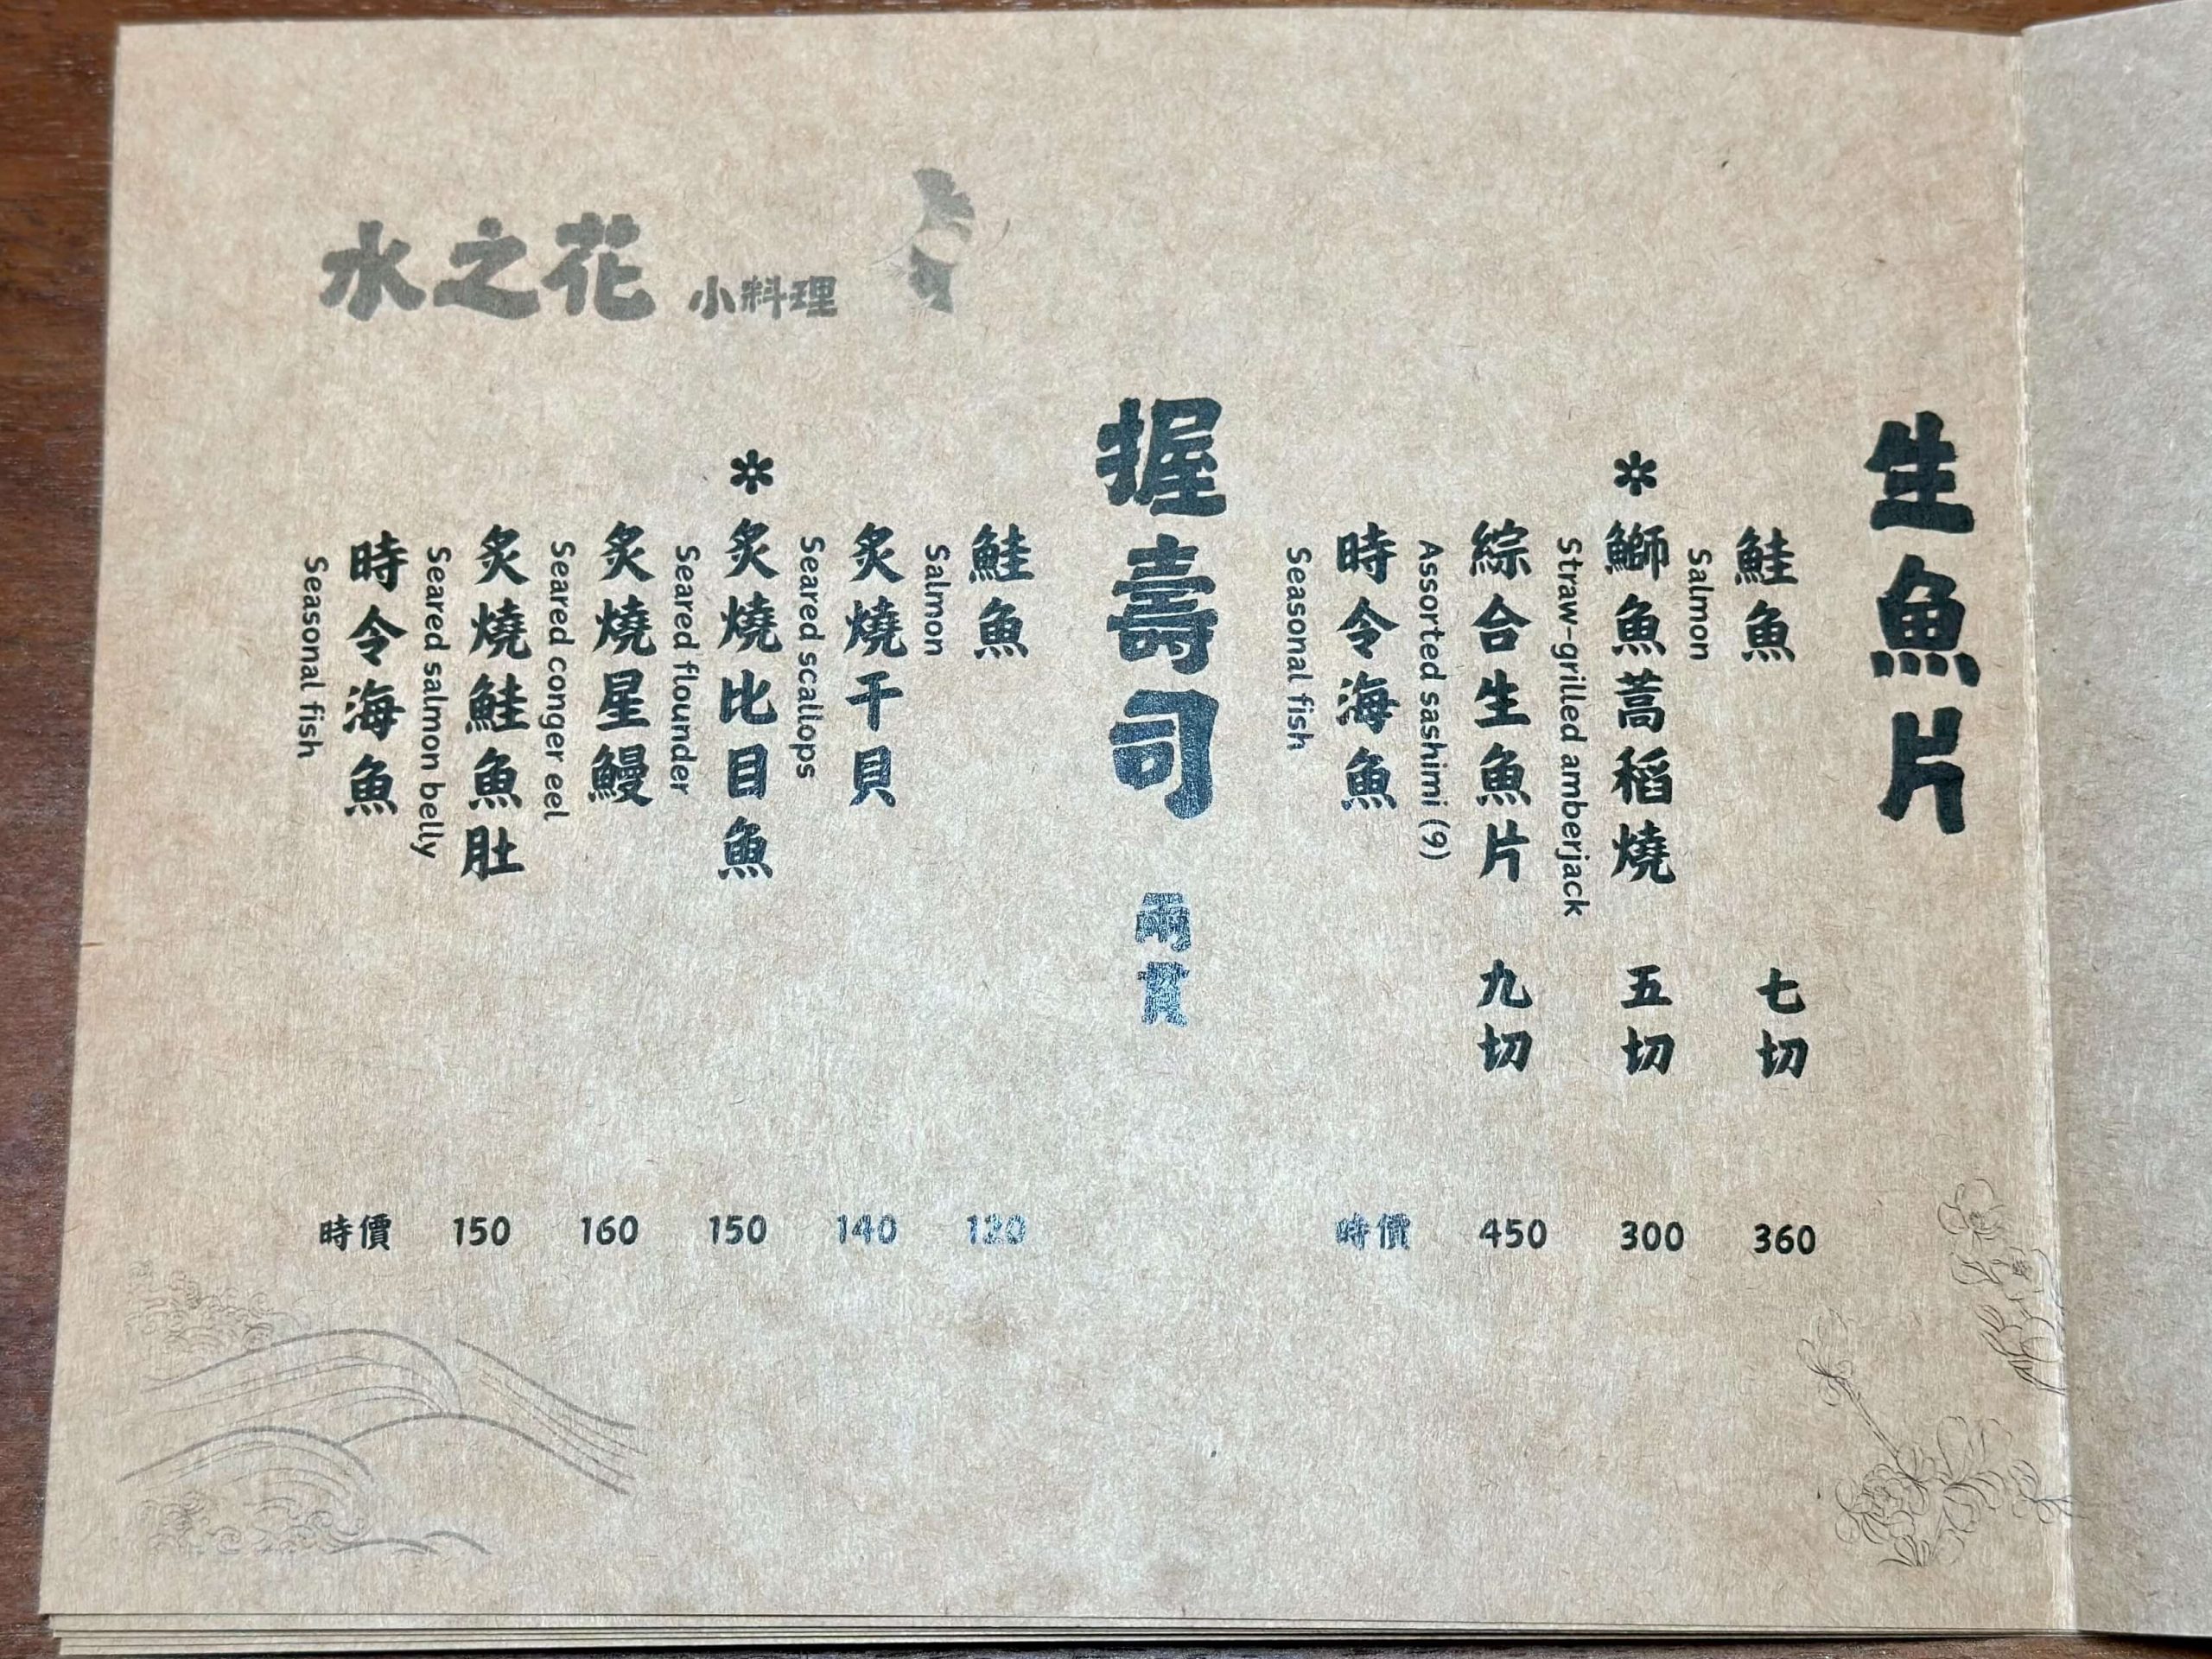 水之花 小料理
生魚片
鮭魚 七切 360
Salmon
✲ 鰤魚蒿稻燒 五切 300
Straw-grilled amberjack
綜合生魚片 九切 450
Assorted sashimi (9)
時令海魚 時價
Seasonal fish
握壽司 兩貫
鮭魚 120
Salmon
炙燒干貝 140
Seared scallops
✲ 炙燒比目魚 150
Seared flounder
炙燒星鰻 160
Seared conger eel
炙燒鮭魚肚 150
Seared salmon belly
時令海魚 時價
Seasonal fish